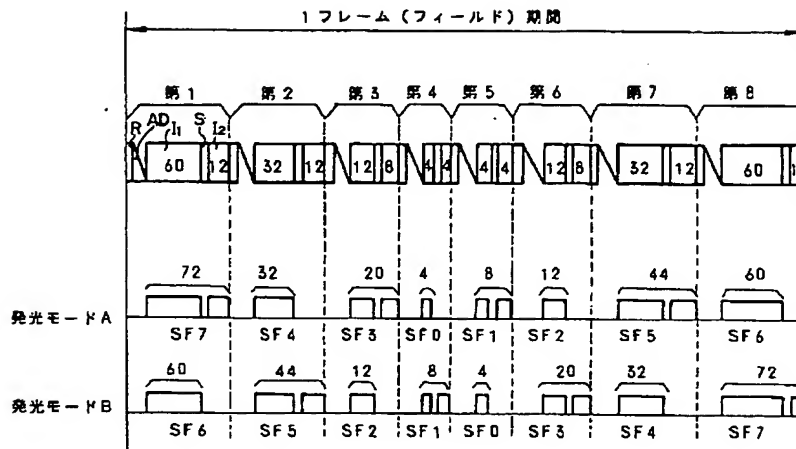 1フレーム(フィールド)期間
第1 第2 第3 第4 第5 第6 第7 第8
R AD I1 S I2
60 12 32 12 12 8 4 4 4 4 12 8 32 12 60
72 32 20 4 8 12 44 60
発光モードA
SF7 SF4 SF3 SF0 SF1 SF2 SF5 SF6
60 44 12 8 4 20 32 72
発光モードB
SF6 SF5 SF2 SF1 SF0 SF3 SF4 SF7